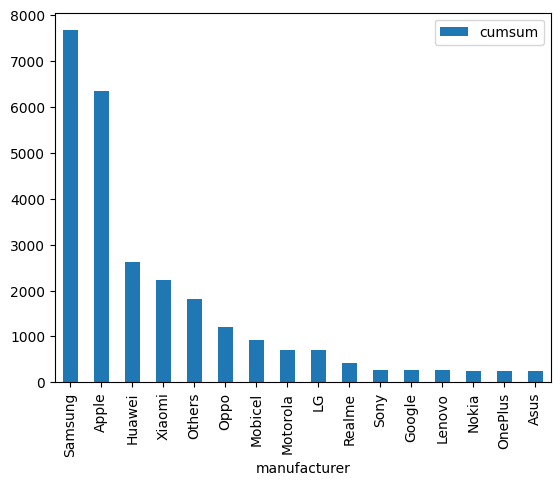 cumsum
8000
7000
6000
5000
4000
3000
2000
1000
0
Samsung
Apple
Huawei
Xiaomi
Others
Oppo
Mobicel
Motorola
LG
Realme
Sony
Google
Lenovo
Nokia
OnePlus
Asus
manufacturer